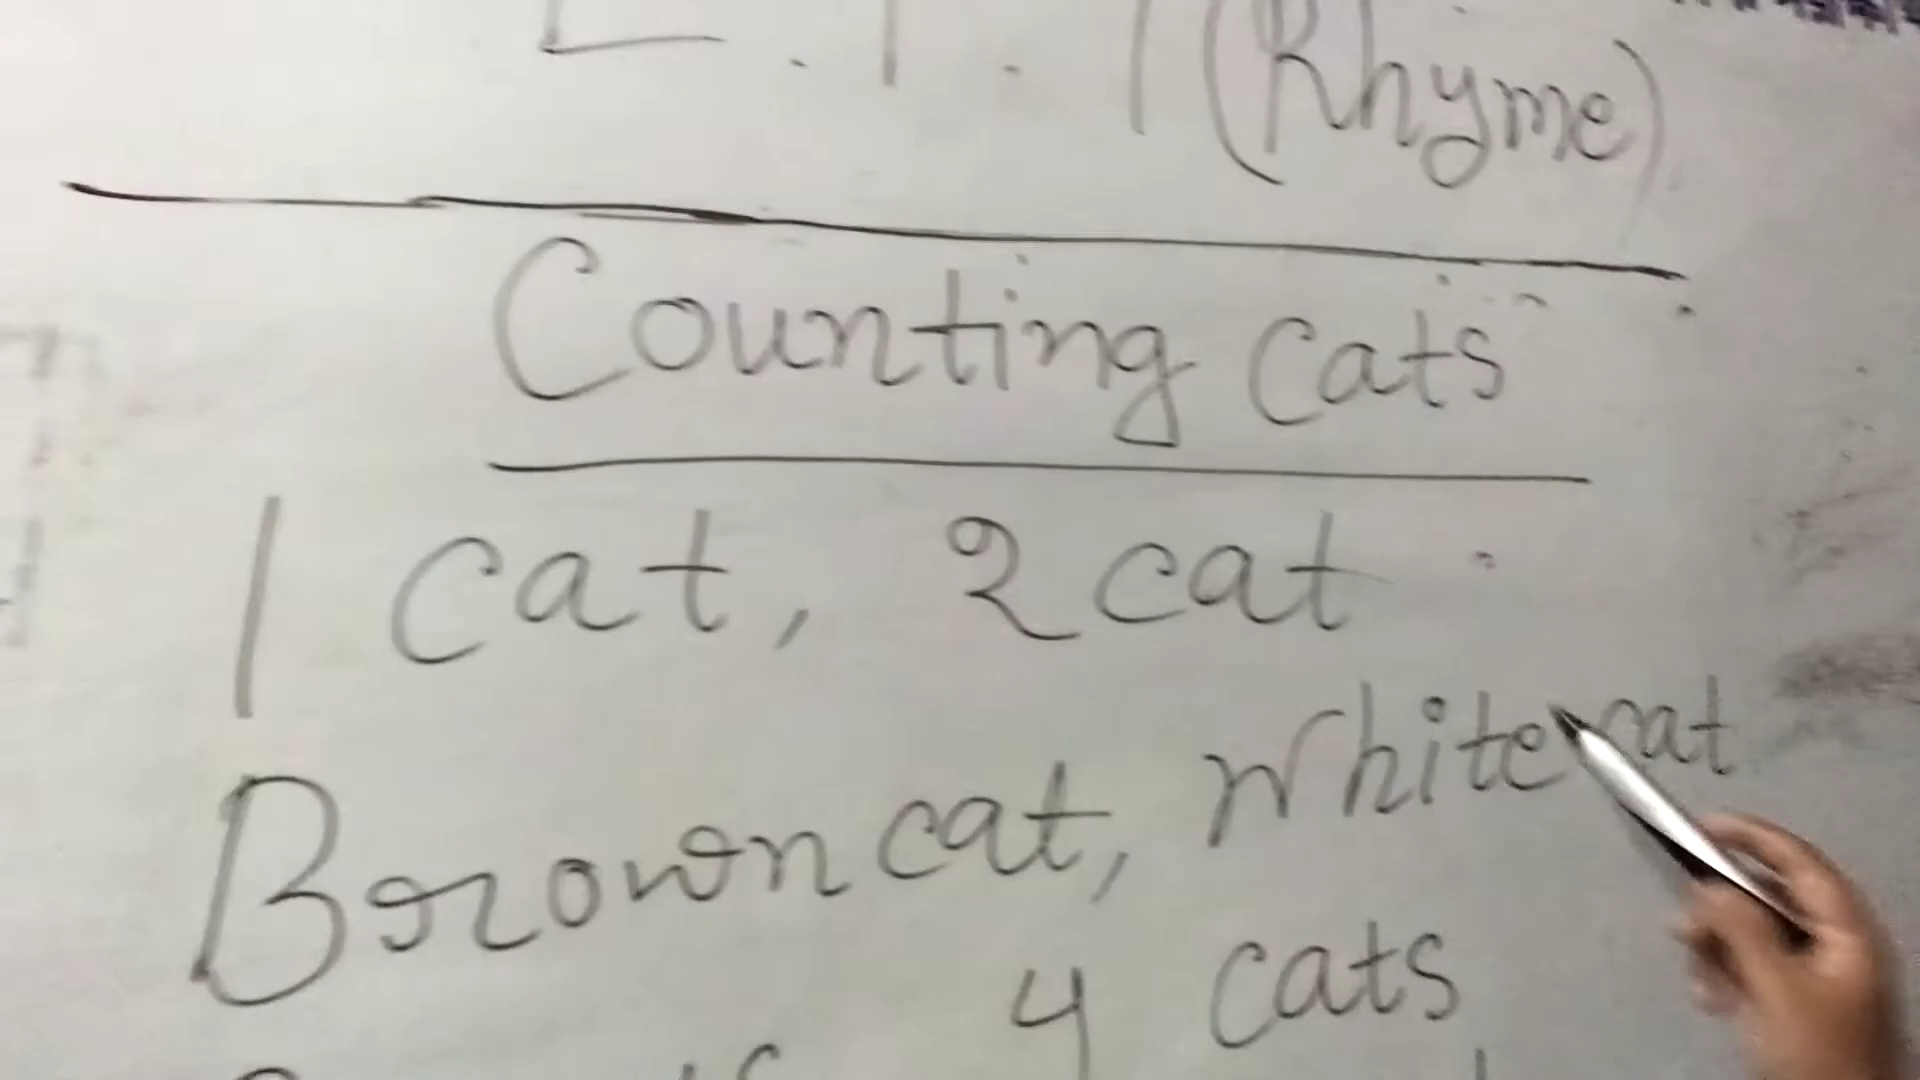 (Rhyme)
Counting cats
1 cat, 2 cat
Brown cat, White cat
4 cats